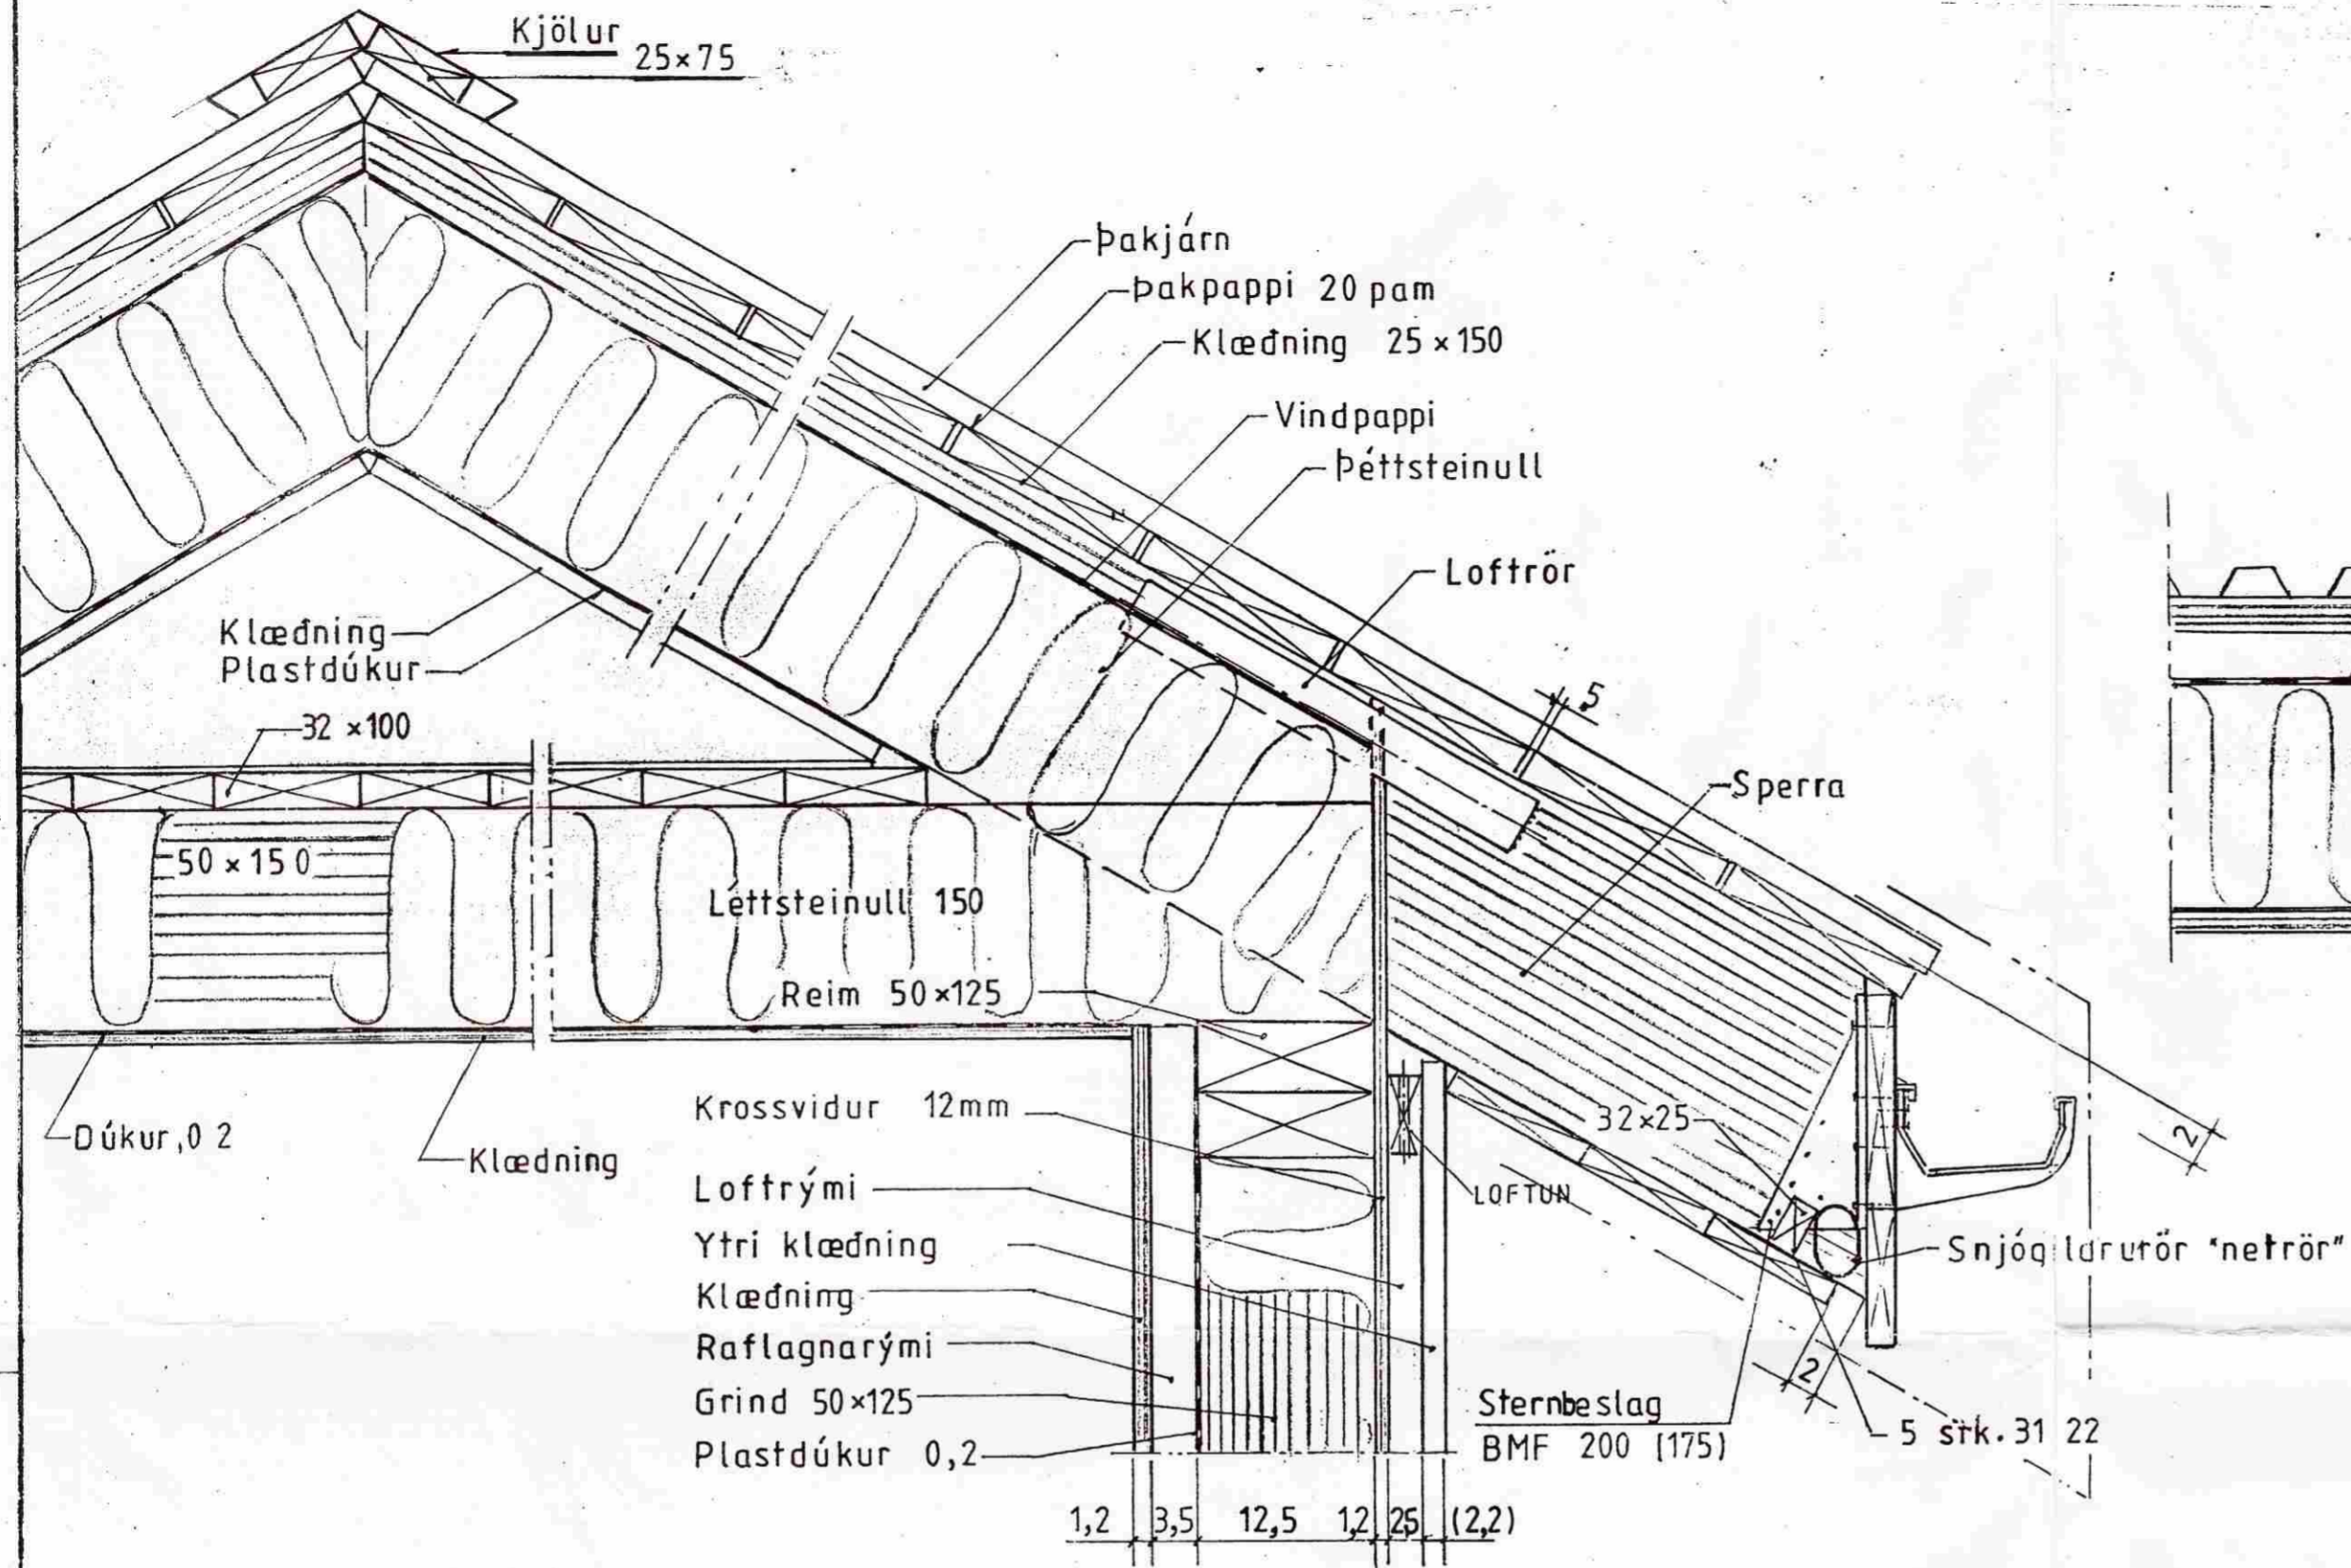 Kjölur
25×75
Þakjárn
Þakpappi 20 pam
Klæðning 25 × 150
Vindpappi
Þéttsteinull
Loftrör
,5
Klæðning
Plastdúkur
32 ×100
Sperra
50 × 150
Léttsteinull 150
Reim 50×125
Dúkur,0 2
Klæðning
Krossvidur 12mm
32×25
2
Loftrými
LOFTUN
Ytri klæðning
Snjóg "netrör"
Klæðning
Raflagnarými
2
Grind 50×125
Sternbeslag
5 stk. 31 22
Plastdúkur 0,2
BMF 200 (175)
1,2 3,5 12,5 1,2 25 (2,2)